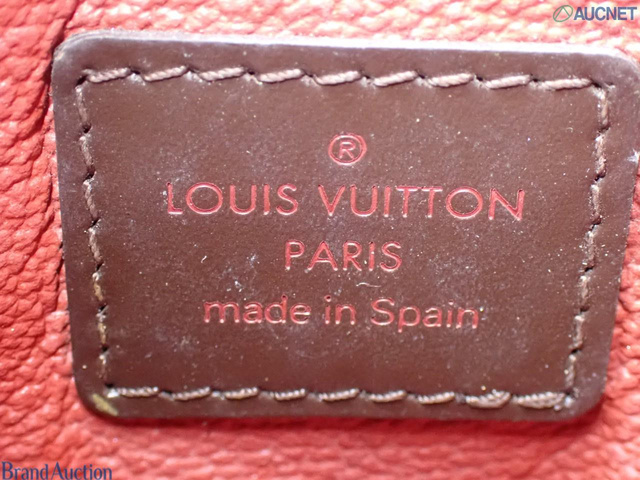 AUCNET
®
LOUIS VUITTON
PARIS
made in Spain
Brand Auction